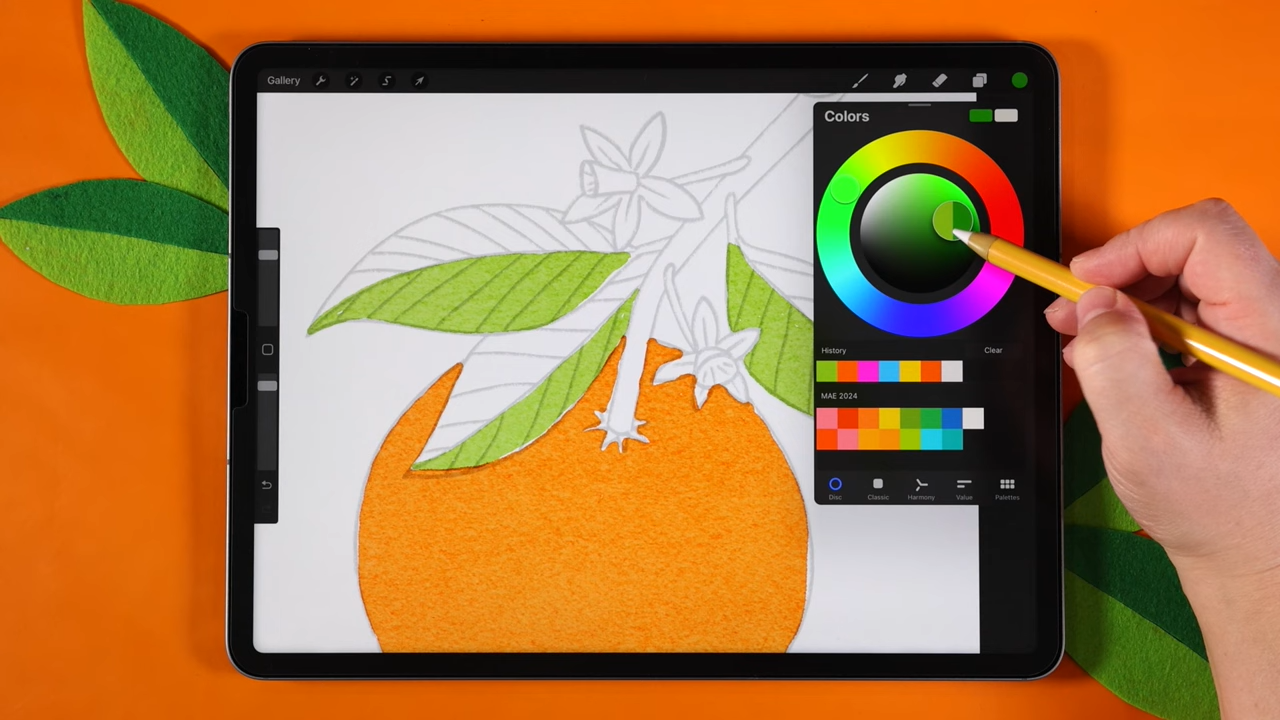 Gallery
Colors
History Clear
MAE 2024
Disc Classic Harmony Value Palettes